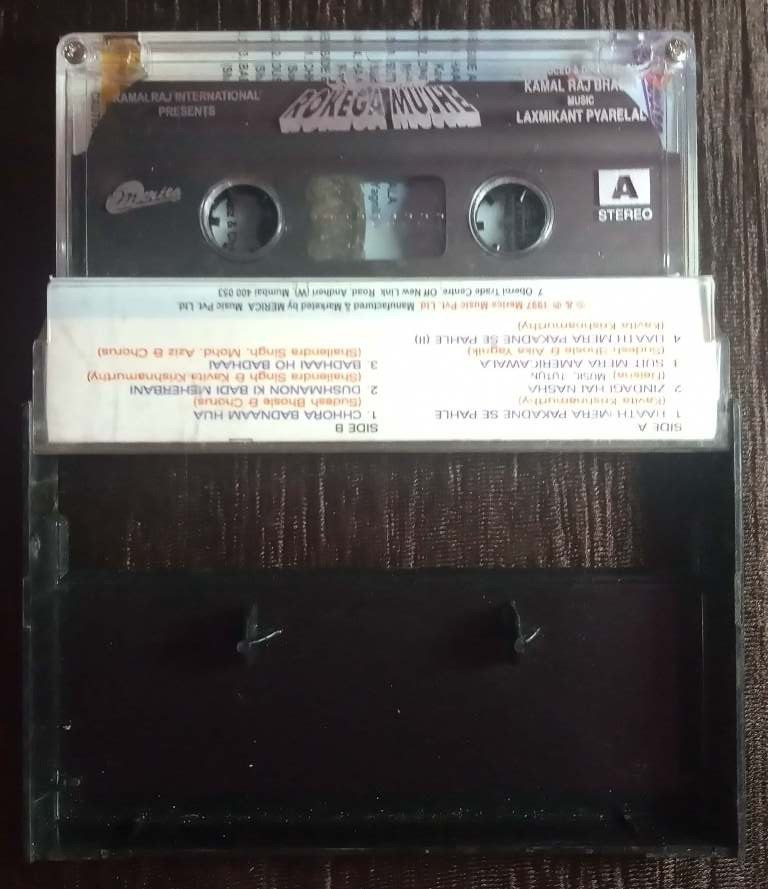 KAMALRAJ INTERNATIONAL
PRESENTS
ROKEGA MUJHE
KAMAL RAJ
MUSIC
LAXMIKANT PYARELAL
Merica
A
STEREO
SIDE A
1. HAATH MERA PAKADNE SE PAHLE
(Kavita Krishnamurthy)
2. ZINDAGI HAI NASHA
MUSIC
1. SUIT MERA AMERICAWALA
(Sudesh Bhosle & Alka Yagnik)
4. HAATH MERA PAKADNE SE PAHLE (II)
(Kavita Krishnamurthy)
SIDE B
1. CHHORA BADNAAM HUA
(Sudesh Bhosle & Chorus)
2. DUSHMANON KI BADI MEHERBANI
(Shailendra Singh & Kavita Krishnamurthy)
3. BADHAAI HO BADHAAI
(Shailendra Singh, Mohd. Aziz & Chorus)
© & ℗ 1997 Merica Music Pvt. Ltd. Manufactured & Marketed by MERICA Music Pvt. Ltd.
7 Oberoi Trade Centre, Off New Link Road, Andheri (W), Mumbai 400 053